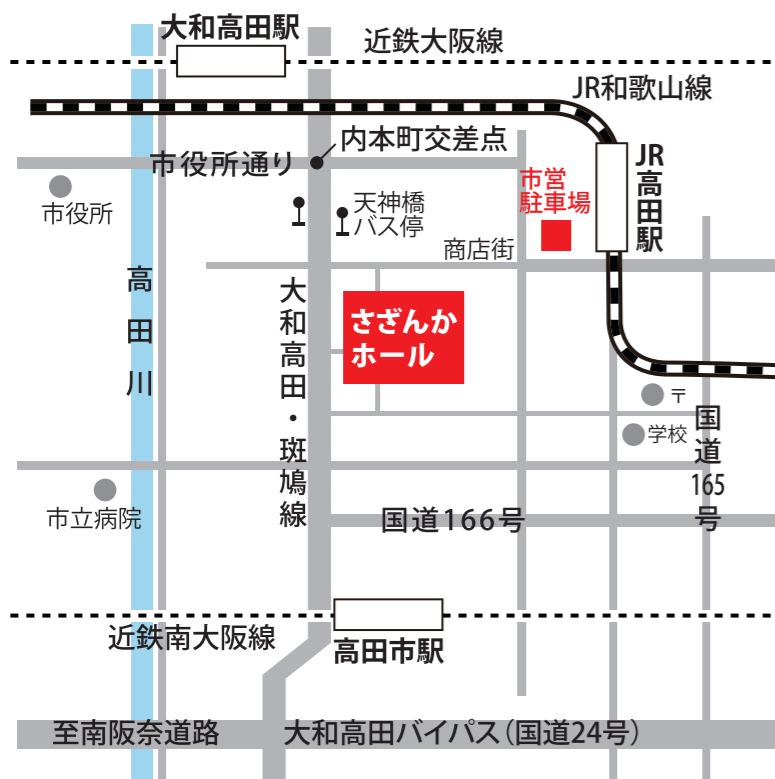 大和高田駅
近鉄大阪線
JR和歌山線
内本町交差点
市役所通り
JR高田駅
市営
駐車場
市役所
天神橋
バス停
商店街
高田川
大和高田・斑鳩線
さざんか
ホール
〒
学校
国道165号
市立病院
国道166号
近鉄南大阪線
高田市駅
至南阪奈道路
大和高田バイパス(国道24号)